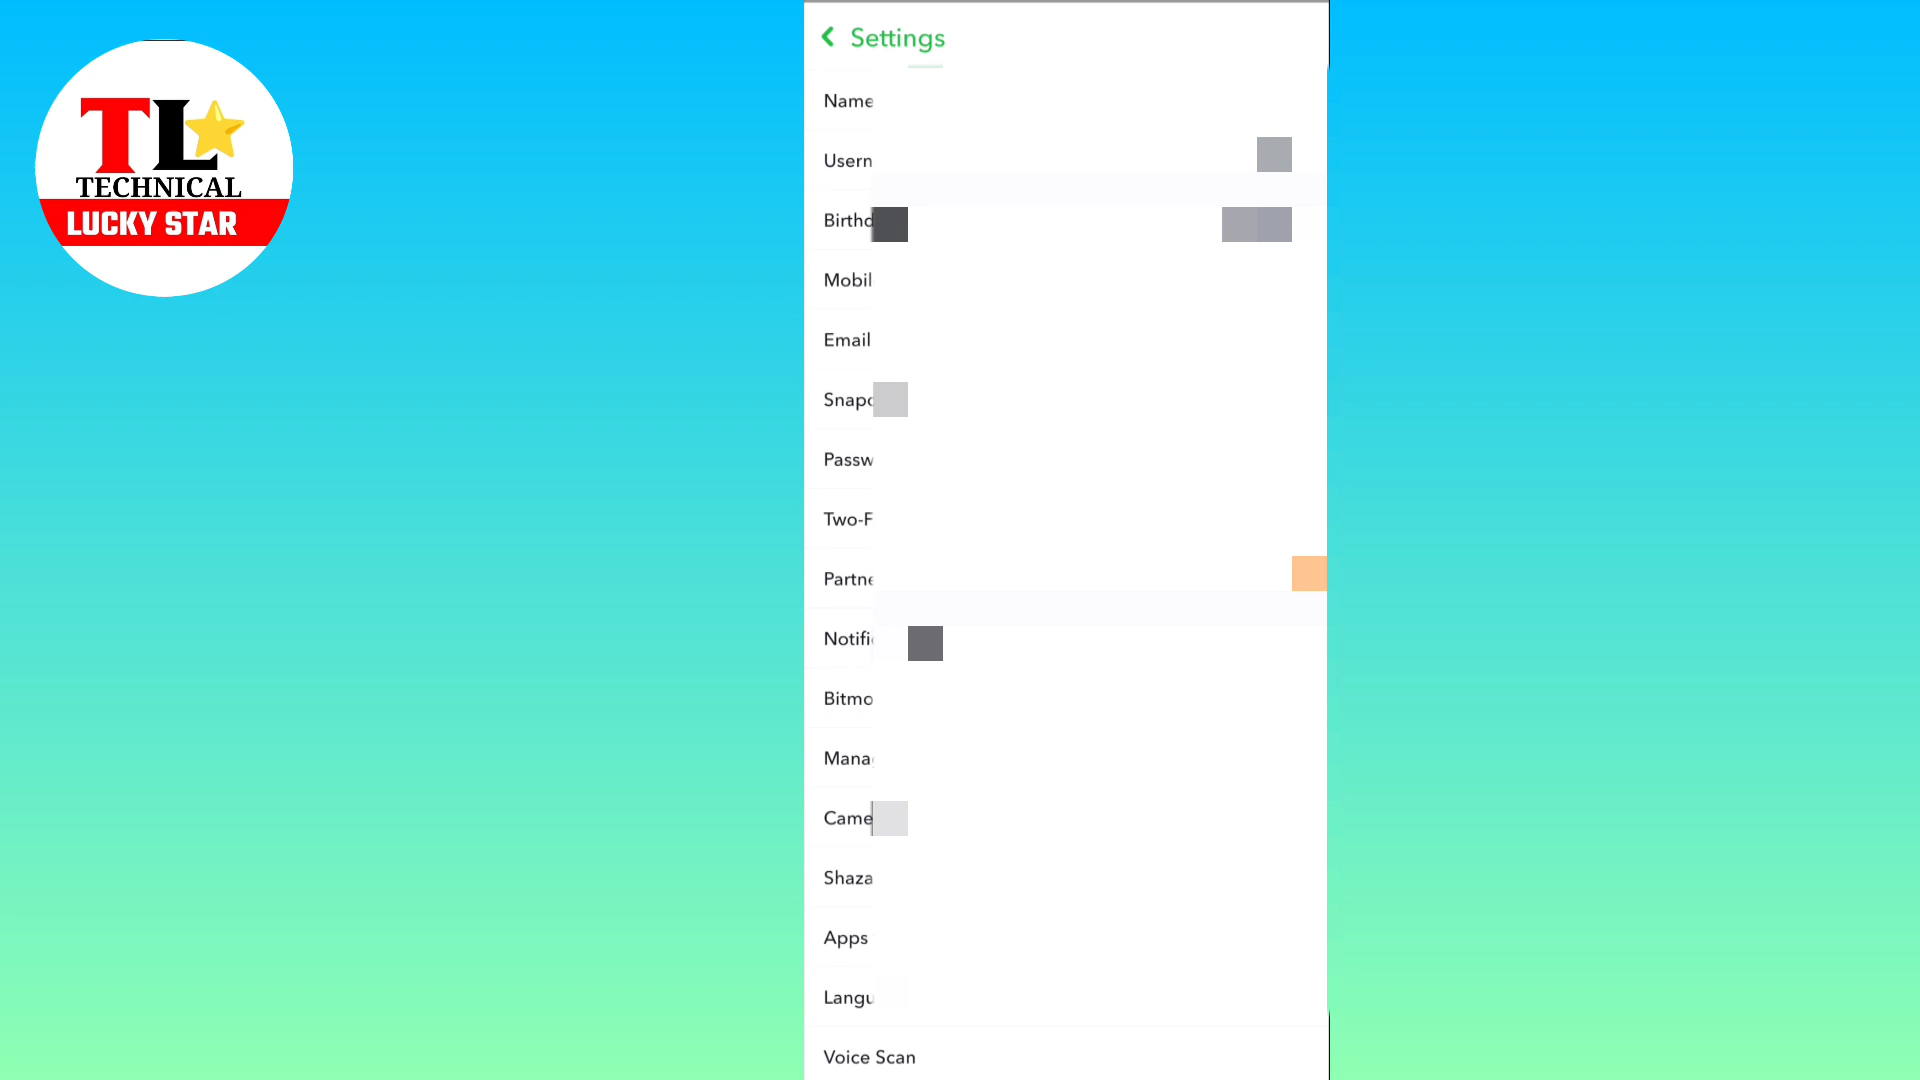 TL
TECHNICAL
LUCKY STAR
Settings
Name
Usern
Birthd
Mobil
Email
Snapc
Passw
Two-F
Partne
Notifi
Bitmo
Mana
Came
Shaza
Apps
Langu
Voice Scan